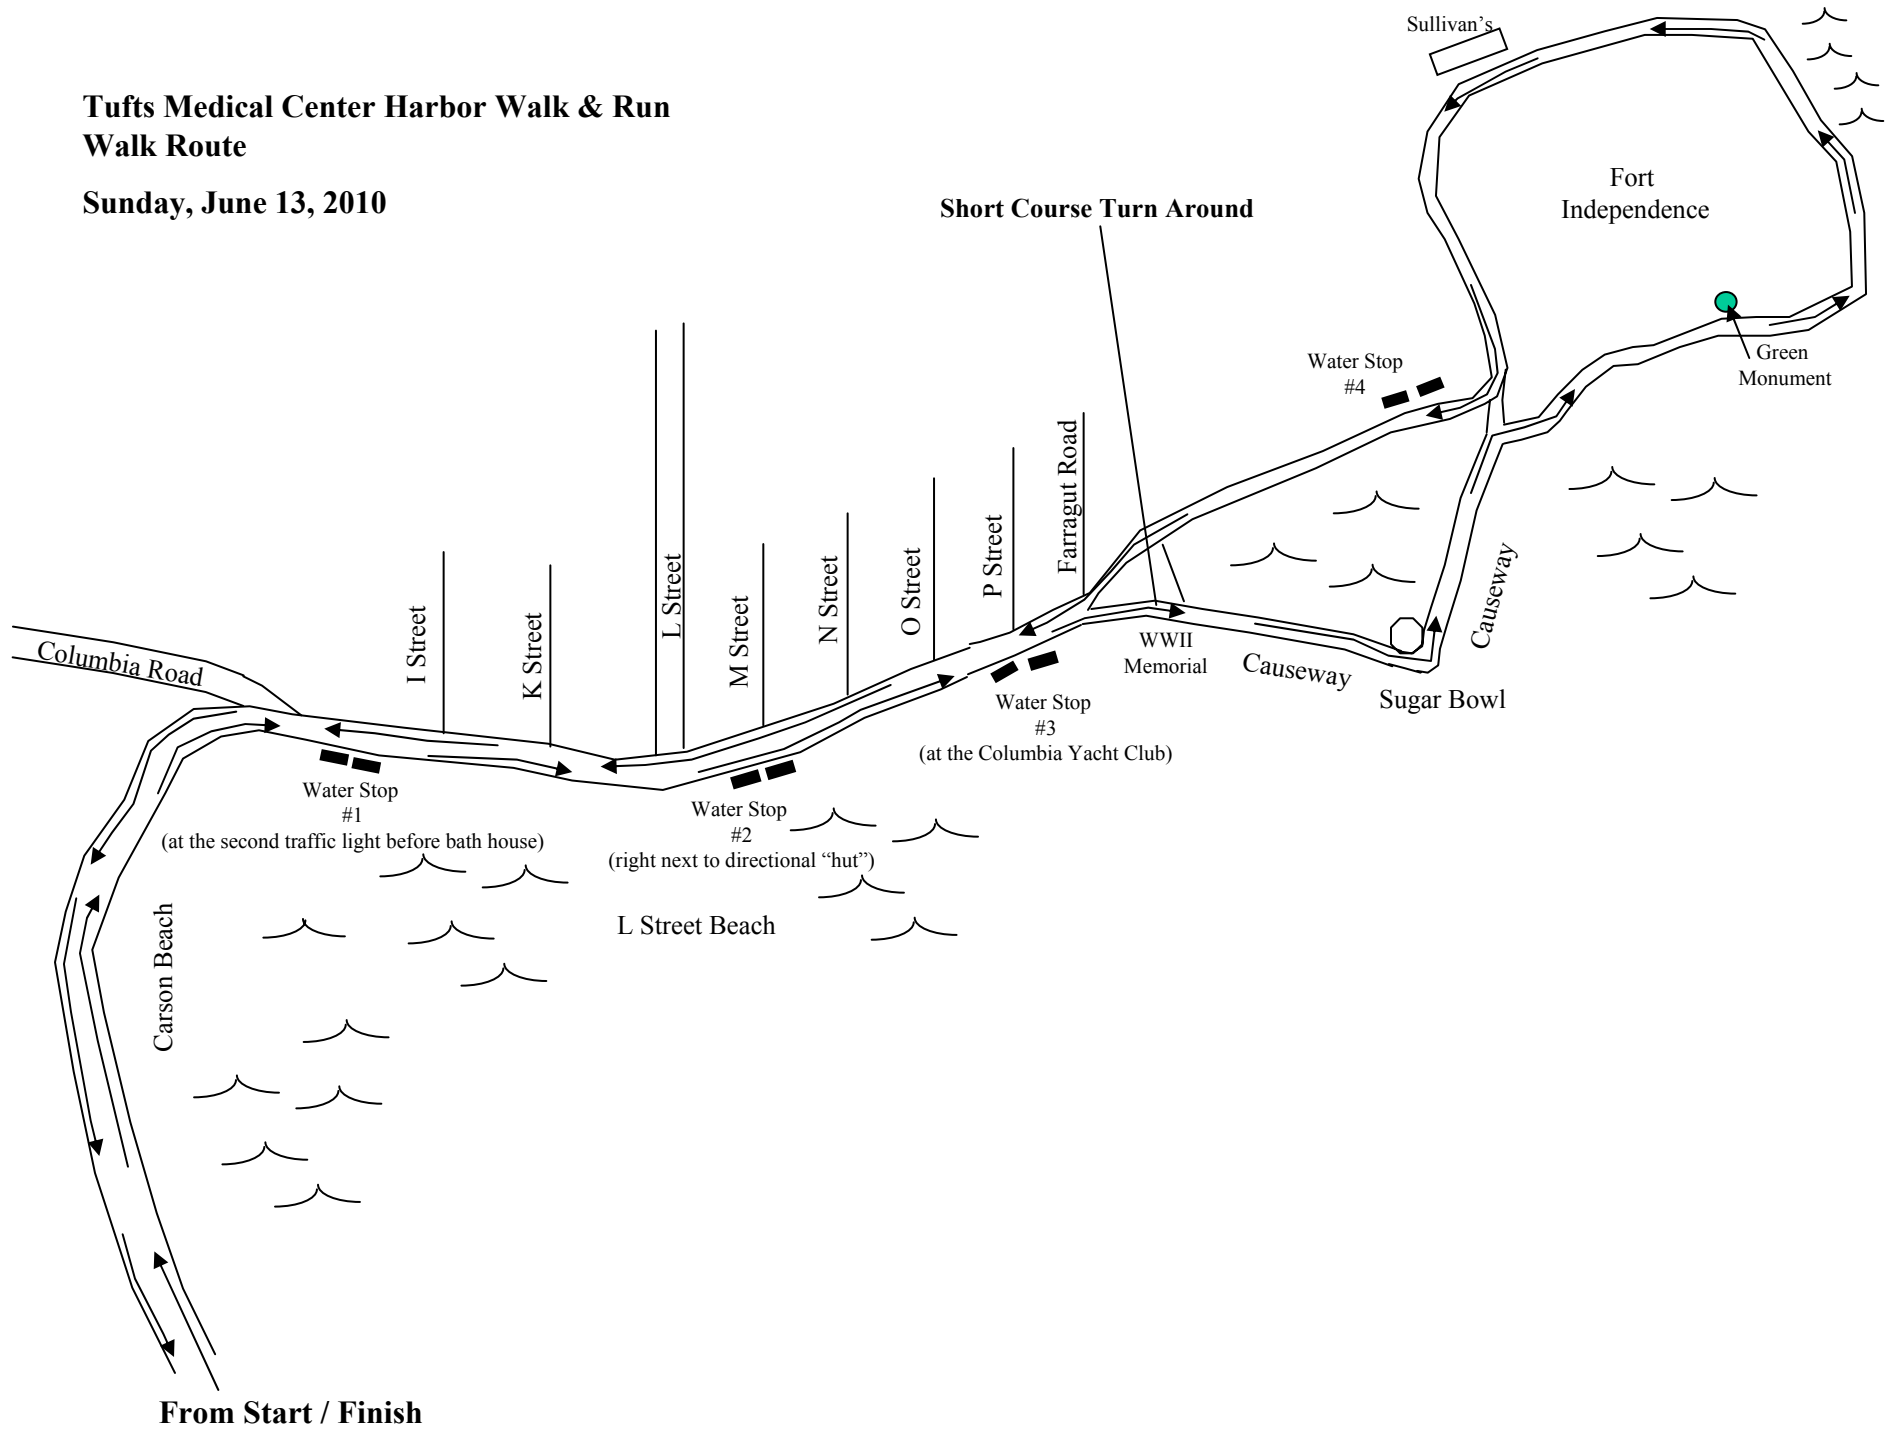 Sullivan's
Tufts Medical Center Harbor Walk & Run
Walk Route
Sunday, June 13, 2010
Short Course Turn Around
Fort
Independence
Green
Monument
Water Stop
#4
Farragut Road
P Street
O Street
N Street
M Street
L Street
K Street
I Street
Columbia Road
Causeway
WWII
Memorial
Causeway
Sugar Bowl
Water Stop
#3
(at the Columbia Yacht Club)
Water Stop
#1
(at the second traffic light before bath house)
Water Stop
#2
(right next to directional “hut”)
L Street Beach
Carson Beach
From Start / Finish